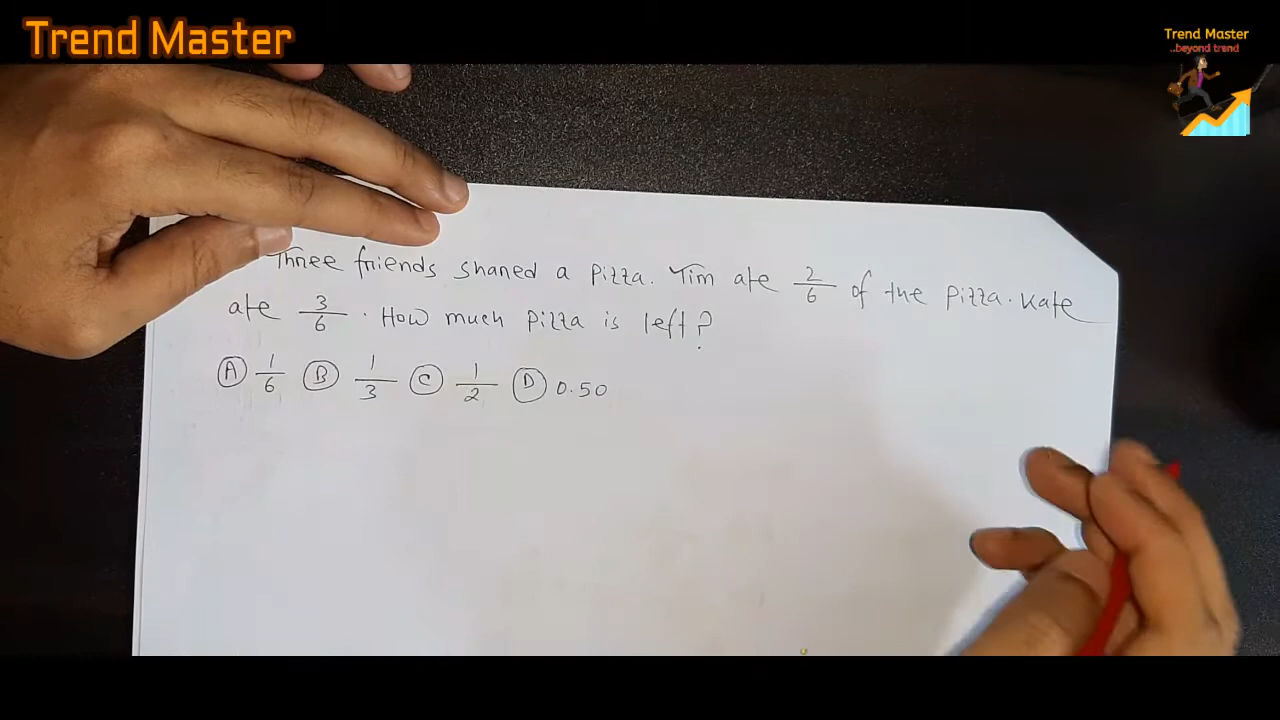 Trend Master
Trend Master
..beyond trend
Three friends shared a pizza. Tim ate 2/6 of the pizza. Kate
ate 3/6. How much pizza is left?
A 1/6 B 1/3 C 1/2 D 0.50